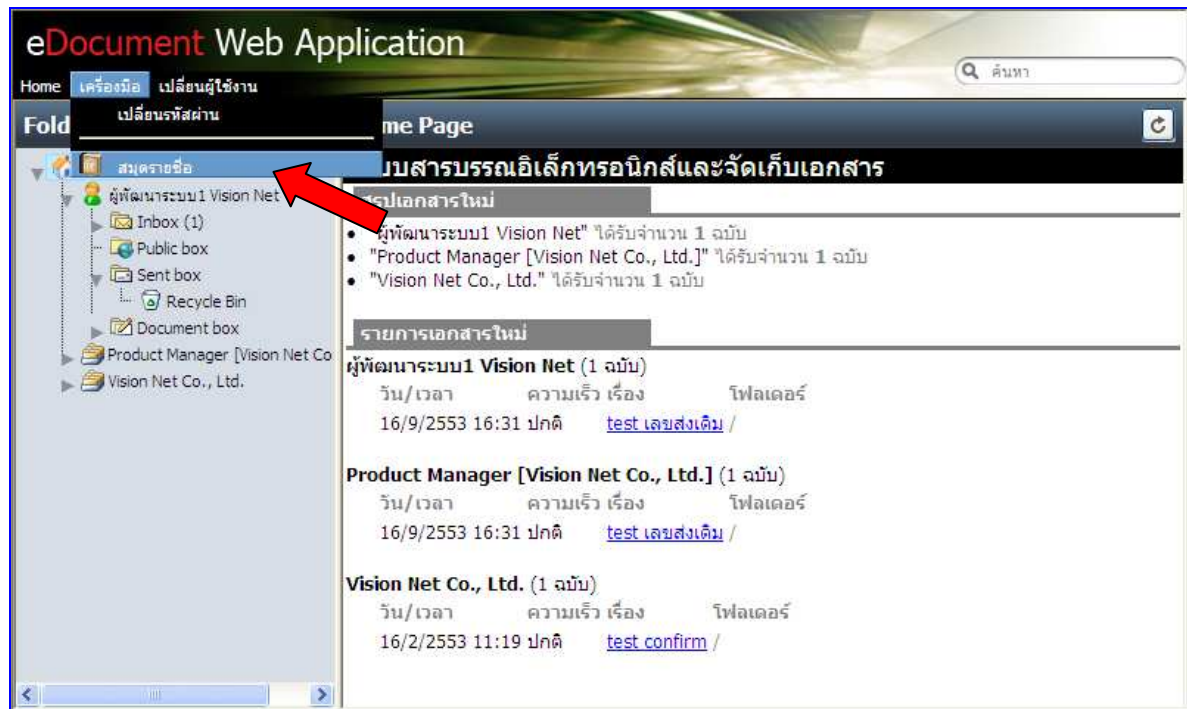 eDocument Web Application
Home เครื่องมือ เปลี่ยนผู้ใช้งาน
ค้นหา
เปลี่ยนรหัสผ่าน
สมุดรายชื่อ
Fold
me Page
บบสารบรรณอิเล็กทรอนิกส์และจัดเก็บเอกสาร
ผู้พัฒนาระบบ1 Vision Net
Inbox (1)
Public box
Sent box
Recycle Bin
Document box
Product Manager [Vision Net Co
Vision Net Co., Ltd.
รุปเอกสารใหม่
• "ผู้พัฒนาระบบ1 Vision Net" ได้รับจำนวน 1 ฉบับ
• "Product Manager [Vision Net Co., Ltd.]" ได้รับจำนวน 1 ฉบับ
• "Vision Net Co., Ltd." ได้รับจำนวน 1 ฉบับ
รายการเอกสารใหม่
ผู้พัฒนาระบบ1 Vision Net (1 ฉบับ)
วัน/เวลา ความเร็ว เรื่อง โฟลเดอร์
16/9/2553 16:31 ปกติ test เลขส่งเดิม /
Product Manager [Vision Net Co., Ltd.] (1 ฉบับ)
วัน/เวลา ความเร็ว เรื่อง โฟลเดอร์
16/9/2553 16:31 ปกติ test เลขส่งเดิม /
Vision Net Co., Ltd. (1 ฉบับ)
วัน/เวลา ความเร็ว เรื่อง โฟลเดอร์
16/2/2553 11:19 ปกติ test confirm /